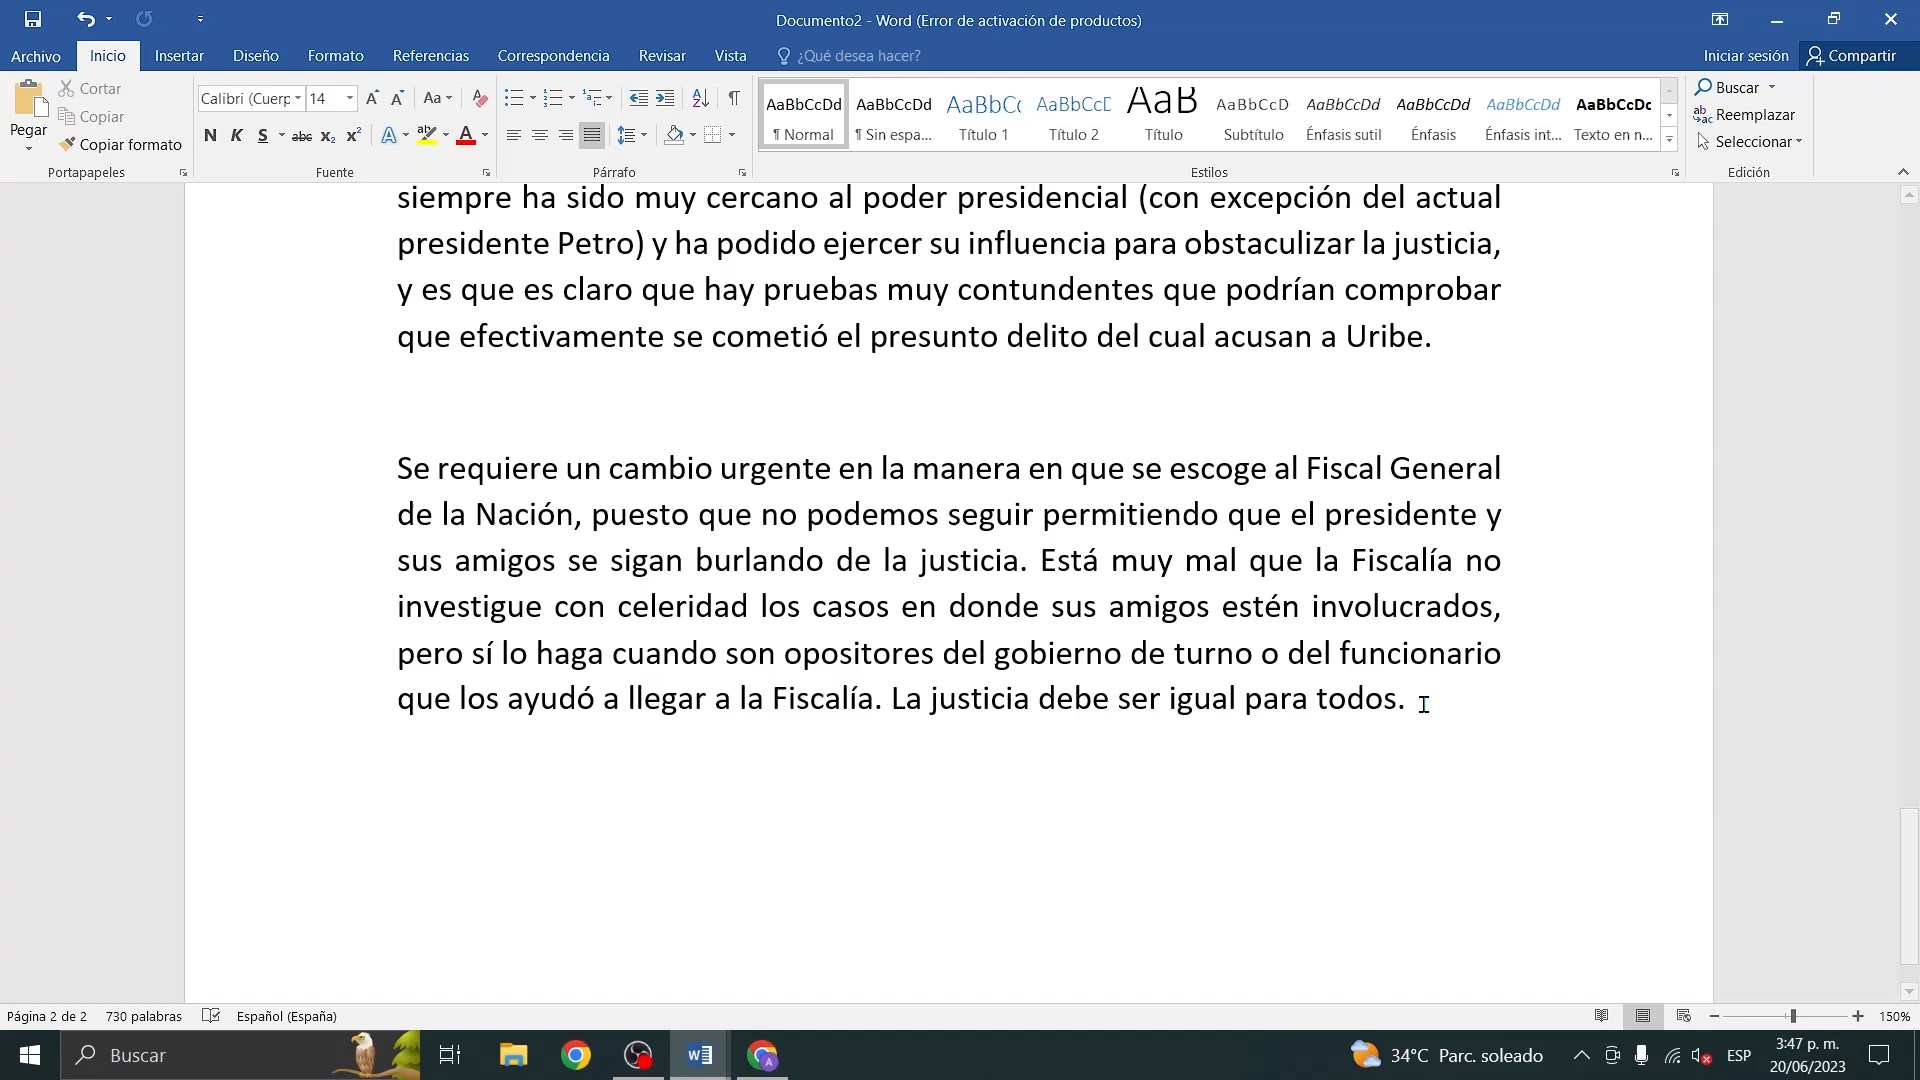 Documento2 - Word (Error de activación de productos)
Archivo Inicio Insertar Diseño Formato Referencias Correspondencia Revisar Vista ¿Qué desea hacer? Iniciar sesión Compartir
Pegar
Cortar
Copiar
Copiar formato
Portapapeles
Calibri (Cuerp 14
Aa
N K S abc x₂ x² A ab A
Fuente
Párrafo
AaBbCcDd AaBbCcDd AaBbC( AaBbCcD AaB AaBbCcD AaBbCcDd AaBbCcDd AaBbCcDd AaBbCcDc
¶ Normal ¶ Sin espa... Título 1 Título 2 Título Subtítulo Énfasis sutil Énfasis Énfasis int... Texto en n...
Estilos
Buscar
Reemplazar
Seleccionar
Edición
siempre ha sido muy cercano al poder presidencial (con excepción del actual
presidente Petro) y ha podido ejercer su influencia para obstaculizar la justicia,
y es que es claro que hay pruebas muy contundentes que podrían comprobar
que efectivamente se cometió el presunto delito del cual acusan a Uribe.
Se requiere un cambio urgente en la manera en que se escoge al Fiscal General
de la Nación, puesto que no podemos seguir permitiendo que el presidente y
sus amigos se sigan burlando de la justicia. Está muy mal que la Fiscalía no
investigue con celeridad los casos en donde sus amigos estén involucrados,
pero sí lo haga cuando son opositores del gobierno de turno o del funcionario
que los ayudó a llegar a la Fiscalía. La justicia debe ser igual para todos.
Página 2 de 2 730 palabras Español (España) 150%
Buscar
34°C Parc. soleado ESP
3:47 p. m.
20/06/2023